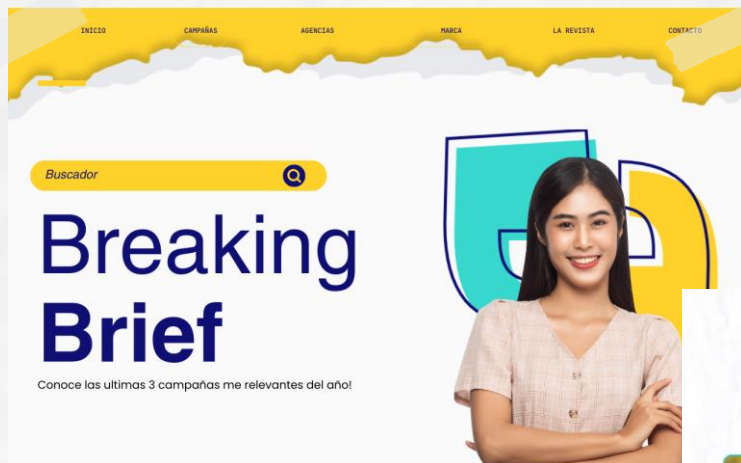 INICIO CAMPAÑAS AGENCIAS MARCA LA REVISTA CONTACTO
Buscador
Breaking
Brief
Conoce las ultimas 3 campañas me relevantes del año!